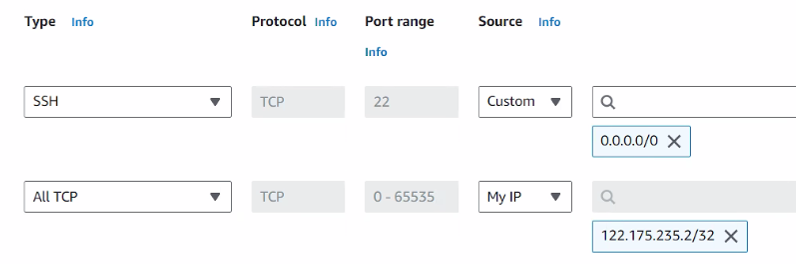 Type Info Protocol Info Port range Source Info
Info
SSH TCP 22 Custom
0.0.0.0/0
All TCP TCP 0 - 65535 My IP
122.175.235.2/32